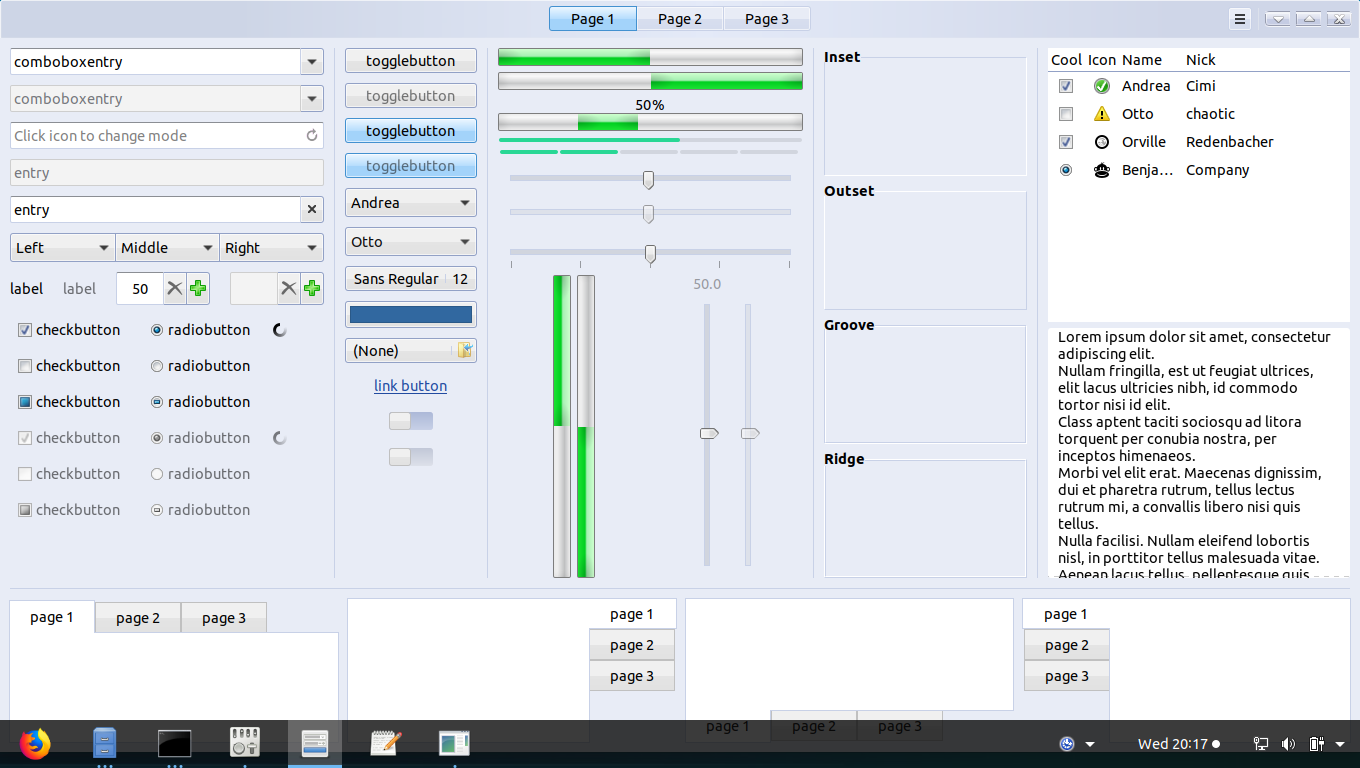 Page 1 Page 2 Page 3
comboboxentry
comboboxentry
Click icon to change mode
entry
entry
Left Middle Right
label label 50
checkbutton radiobutton
checkbutton radiobutton
checkbutton radiobutton
checkbutton radiobutton
checkbutton radiobutton
checkbutton radiobutton
togglebutton
togglebutton
togglebutton
togglebutton
Andrea
Otto
Sans Regular 12
(None)
link button
50%
50.0
Inset
Outset
Groove
Ridge
Cool Icon Name Nick
Andrea Cimi
Otto chaotic
Orville Redenbacher
Benja… Company
Lorem ipsum dolor sit amet, consectetur
adipiscing elit.
Nullam fringilla, est ut feugiat ultrices,
elit lacus ultricies nibh, id commodo
tortor nisi id elit.
Class aptent taciti sociosqu ad litora
torquent per conubia nostra, per
inceptos himenaeos.
Morbi vel elit erat. Maecenas dignissim,
dui et pharetra rutrum, tellus lectus
rutrum mi, a convallis libero nisi quis
tellus.
Nulla facilisi. Nullam eleifend lobortis
nisl, in porttitor tellus malesuada vitae.
Aenean lacus tellus, pellentesque quis
page 1 page 2 page 3
page 1
page 2
page 3
page 1 page 2 page 3
page 1
page 2
page 3
Wed 20:17